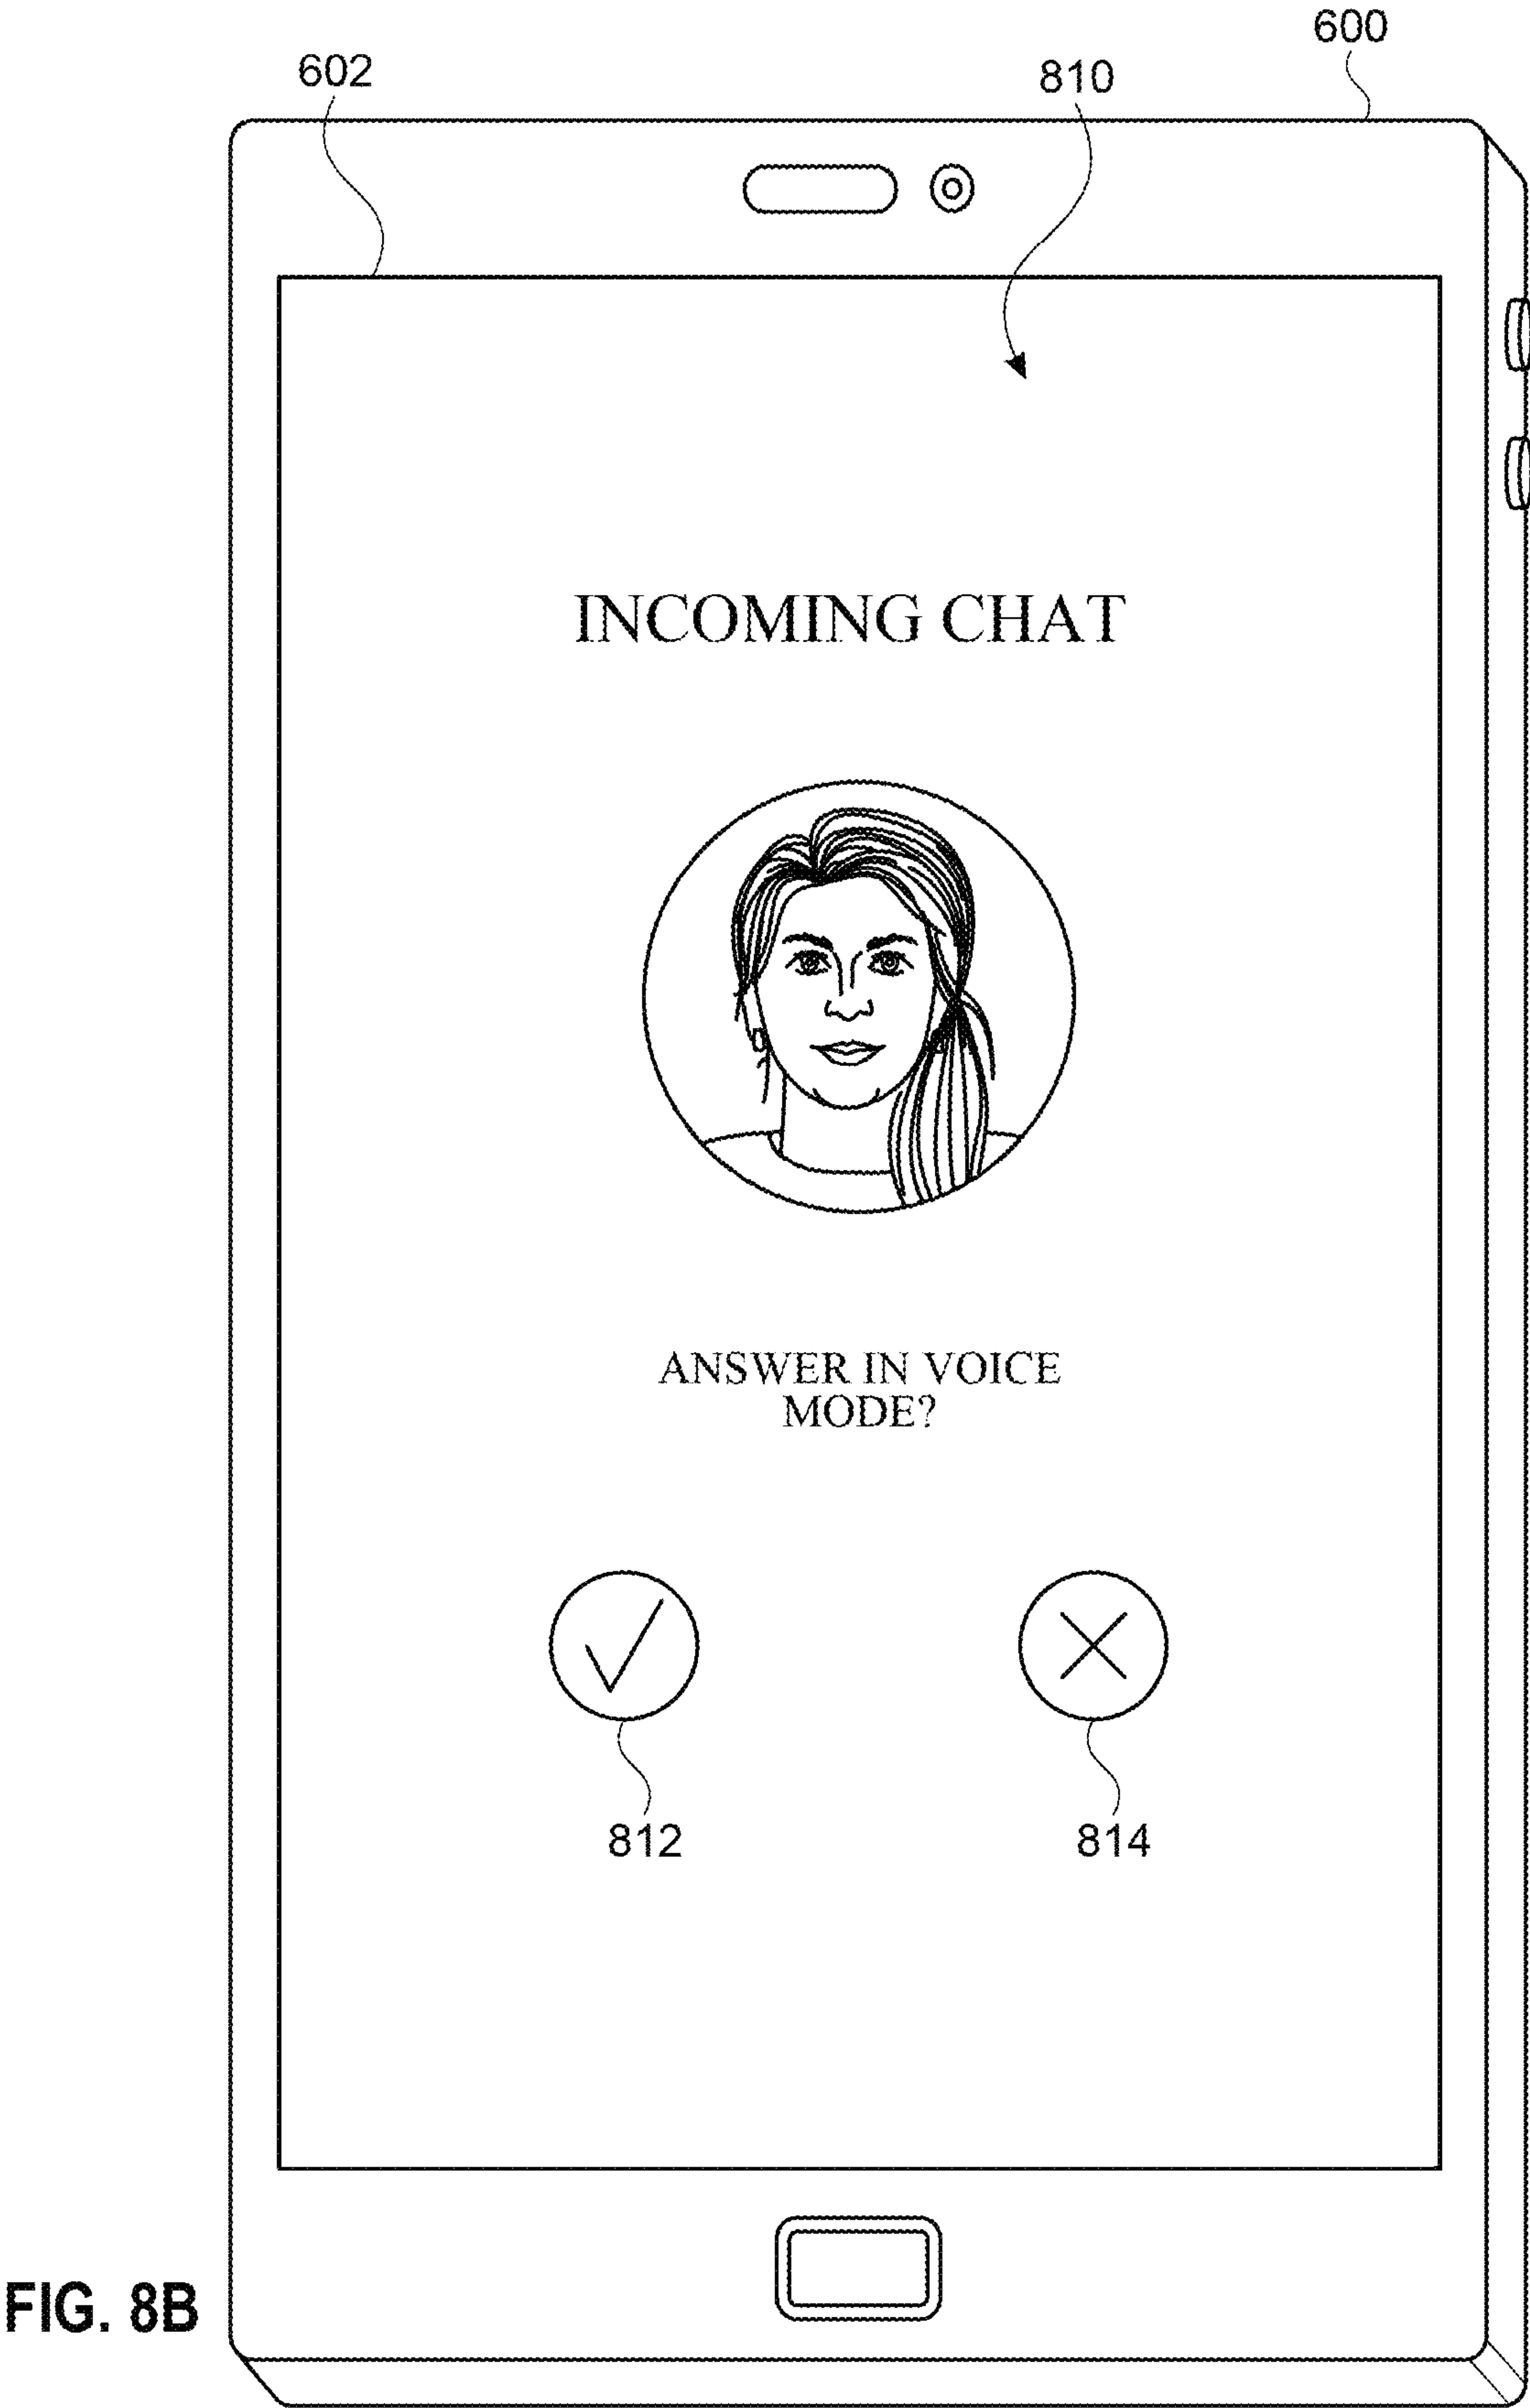 600
602
810
INCOMING CHAT
ANSWER IN VOICE
MODE?
812
814
FIG. 8B